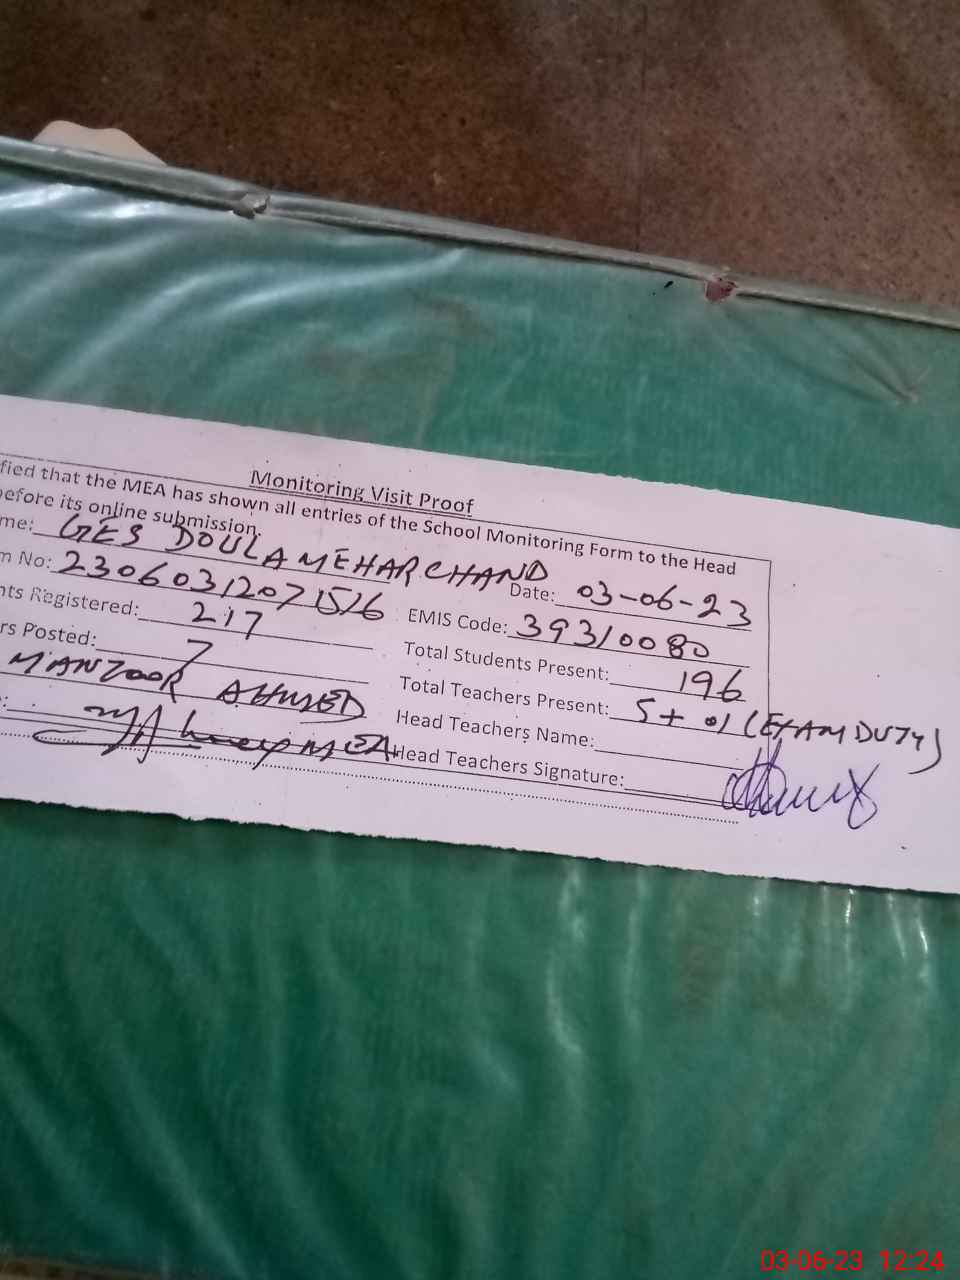 Monitoring Visit Proof
fied that the MEA has shown all entries of the School Monitoring Form to the Head
before its online submission.
me: GES DOULA MEHARCHAND Date: 03-06-23
m No: 2306031207 1516 EMIS Code: 39310080
nts Registered: 217 Total Students Present: 196
rs Posted: 7 Total Teachers Present: 5+01 (EXAM DUTY)
MANZOOR AHMED Head Teachers Name:
MEA Head Teachers Signature:
03-06-23 12:24